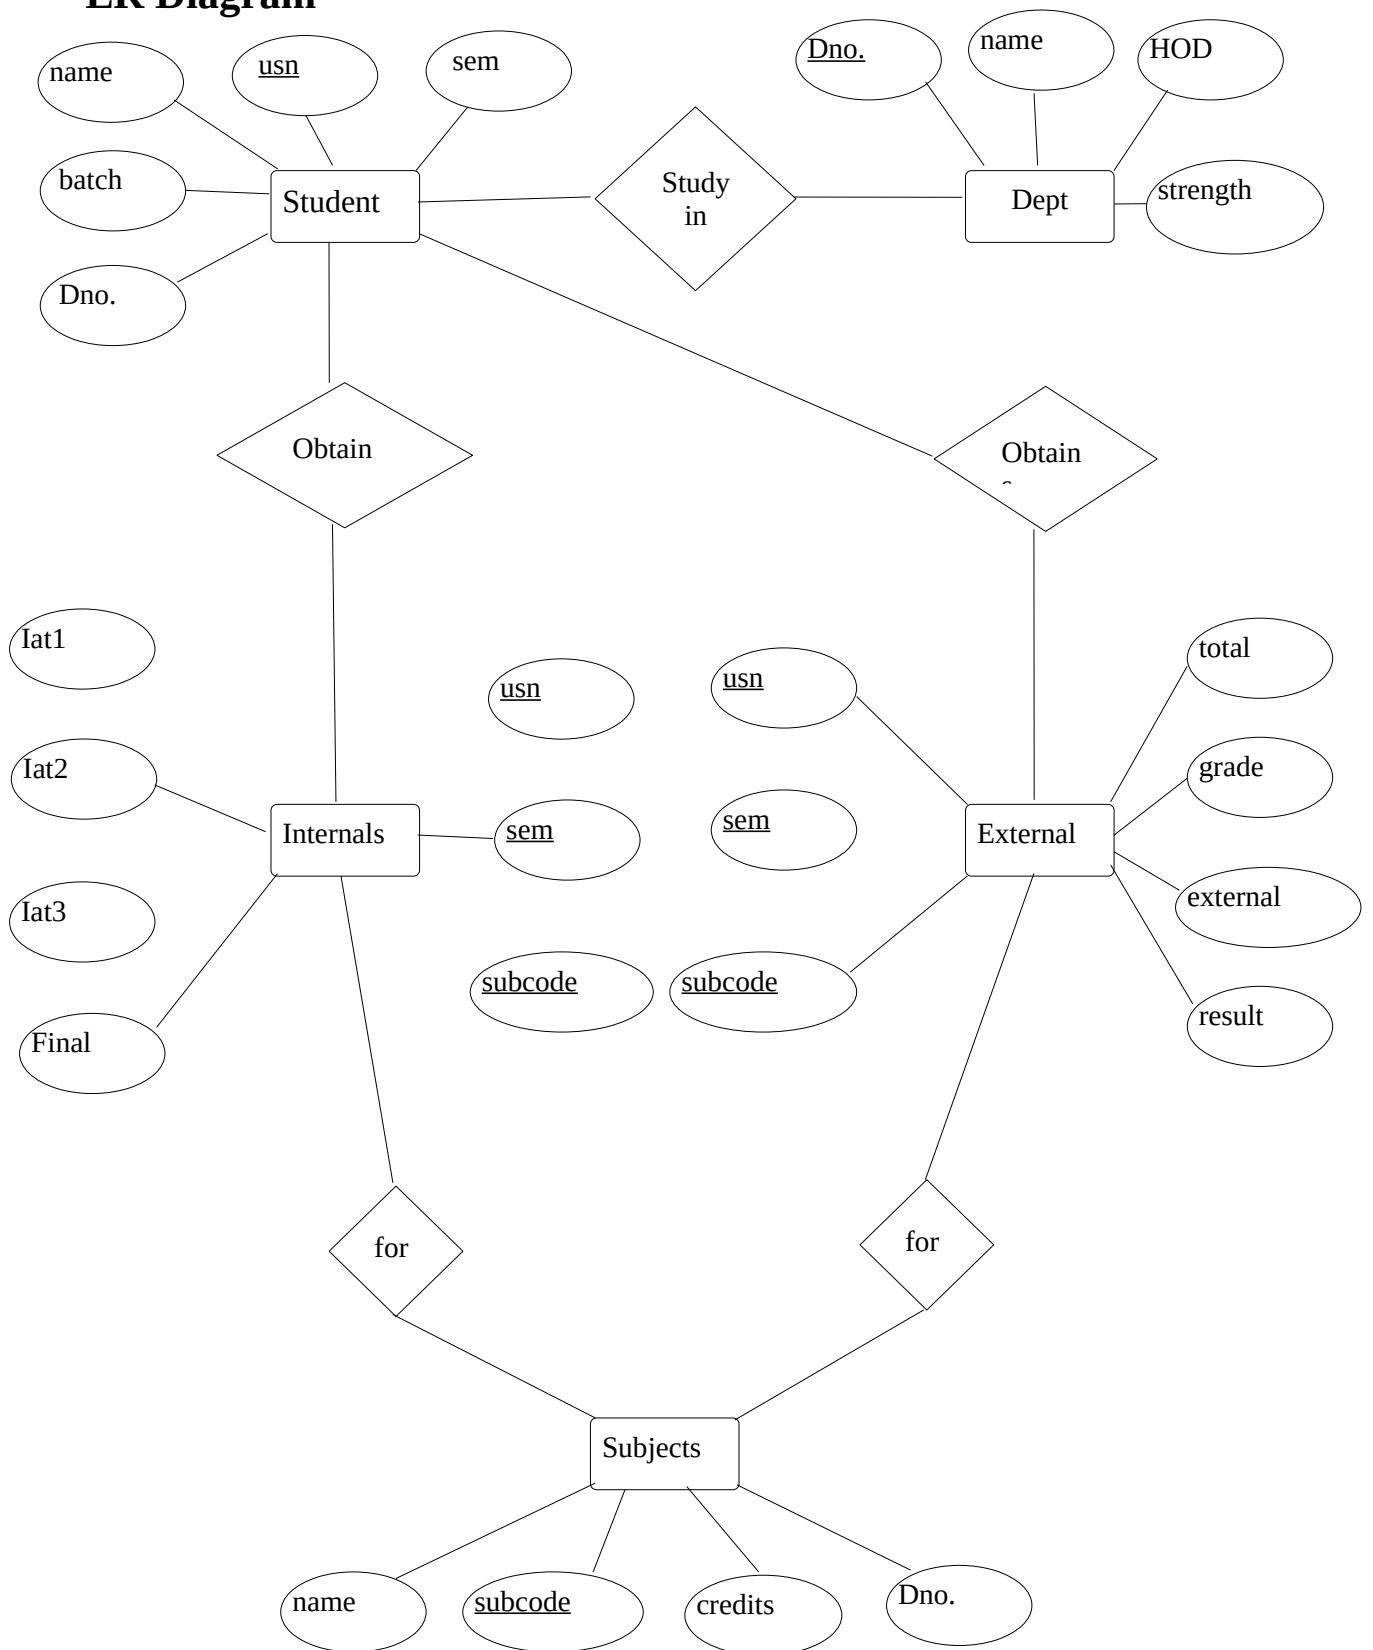 ER Diagram
name
usn
sem
Dno.
name
HOD
batch
Student
Study
in
Dept
strength
Dno.
Obtain
Obtain
Iat1
usn
usn
total
Iat2
grade
Internals
sem
sem
External
Iat3
external
subcode
subcode
Final
result
for
for
Subjects
name
subcode
credits
Dno.